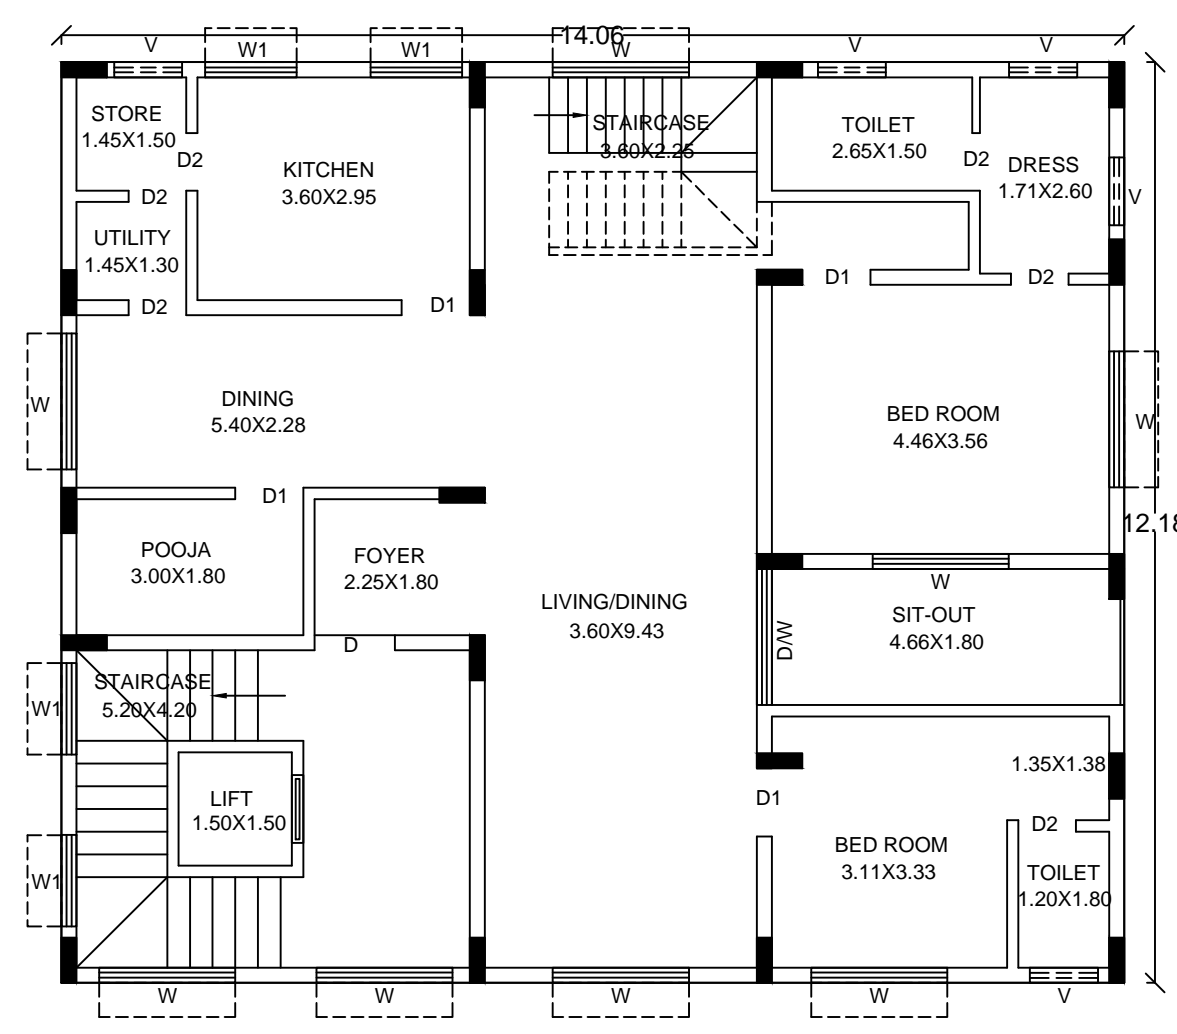 14.06
V
W1
W1
W
V
V
STORE
1.45X1.50
D2
KITCHEN
3.60X2.95
STAIRCASE
3.60X2.25
TOILET
2.65X1.50
D2
DRESS
1.71X2.60
V
D2
UTILITY
1.45X1.30
D2
D1
D1
D2
W
DINING
5.40X2.28
BED ROOM
4.46X3.56
W
D1
12.18
POOJA
3.00X1.80
FOYER
2.25X1.80
LIVING/DINING
3.60X9.43
W
SIT-OUT
4.66X1.80
D/W
D
STAIRCASE
5.20X4.20
W1
1.35X1.38
LIFT
1.50X1.50
D1
D2
BED ROOM
3.11X3.33
TOILET
1.20X1.80
W1
W
W
W
W
V